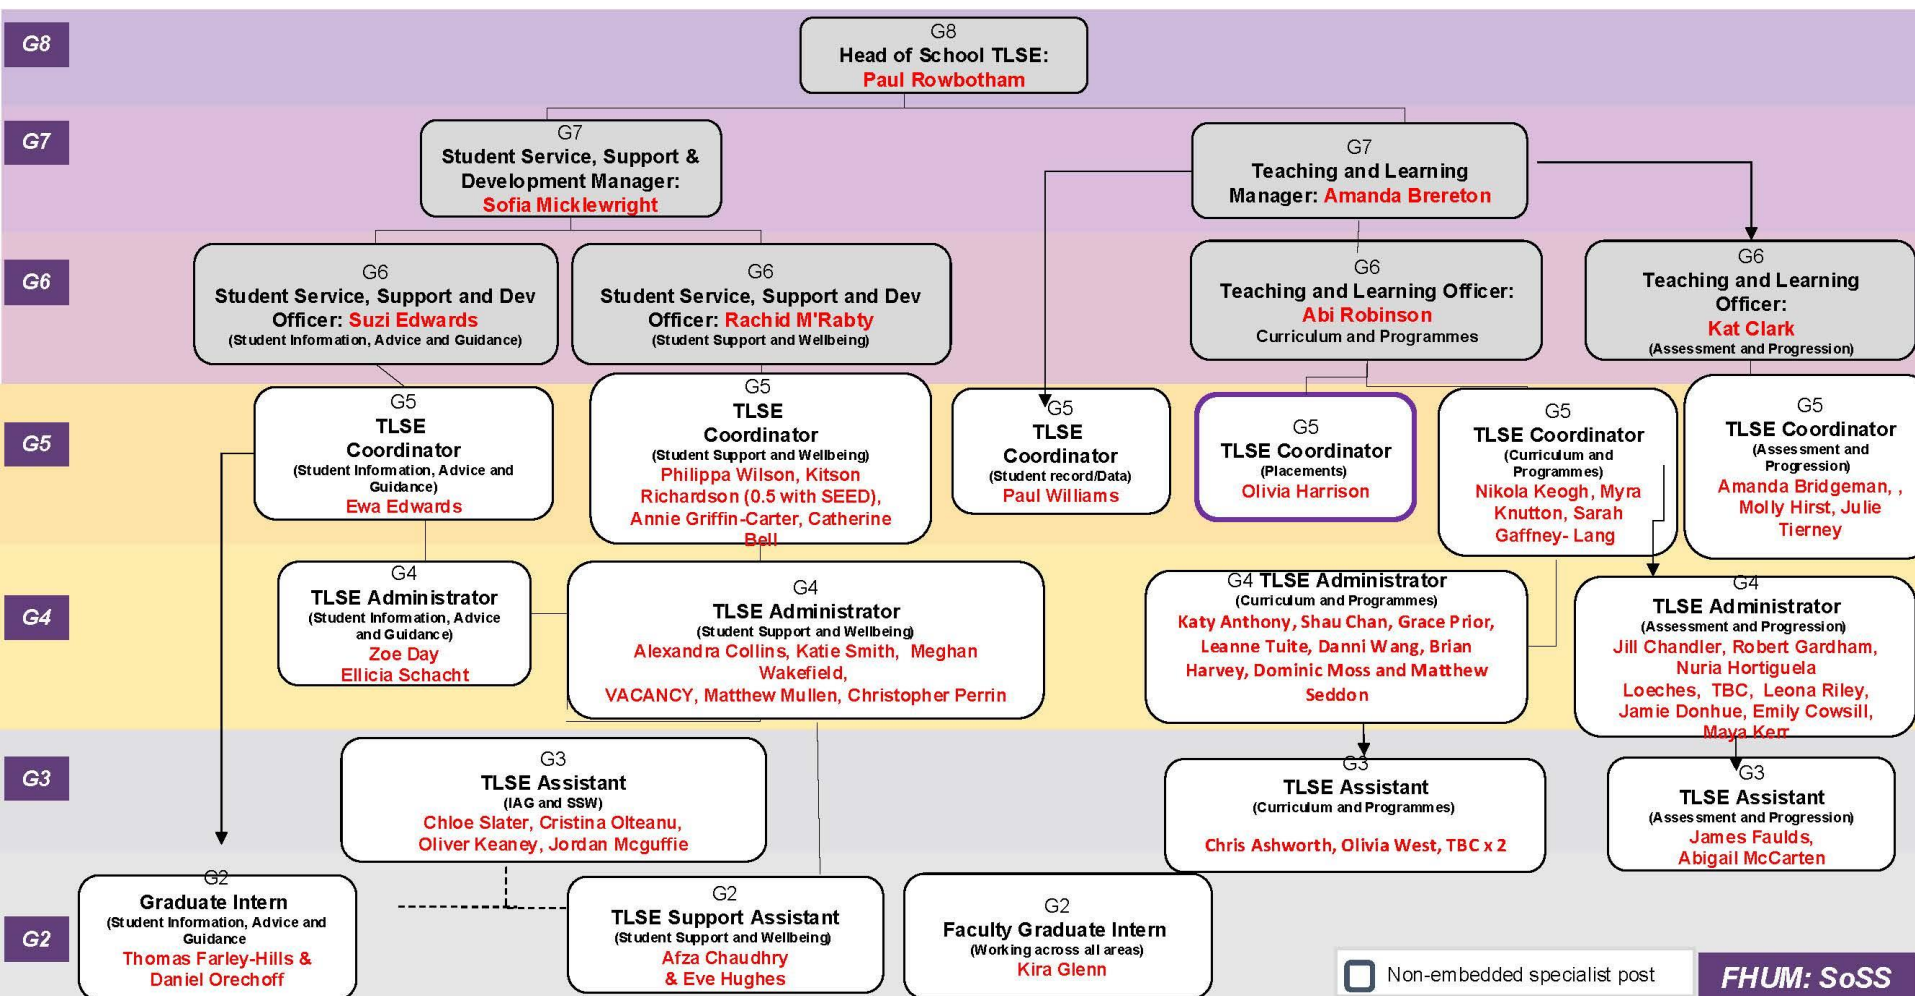 G8
G8
Head of School TLSE:
Paul Rowbotham
G7
G7
Student Service, Support &
Development Manager:
Sofia Micklewright
G7
Teaching and Learning
Manager: Amanda Brereton
G6
G6
Student Service, Support and Dev
Officer: Suzi Edwards
(Student Information, Advice and Guidance)
G6
Student Service, Support and Dev
Officer: Rachid M'Rabty
(Student Support and Wellbeing)
G6
Teaching and Learning Officer:
Abi Robinson
Curriculum and Programmes
G6
Teaching and Learning
Officer:
Kat Clark
(Assessment and Progression)
G5
G5
TLSE
Coordinator
(Student Information, Advice and
Guidance)
Ewa Edwards
G5
TLSE
Coordinator
(Student Support and Wellbeing)
Philippa Wilson, Kitson
Richardson (0.5 with SEED),
Annie Griffin-Carter, Catherine
Bell
G5
TLSE
Coordinator
(Student record/Data)
Paul Williams
G5
TLSE Coordinator
(Placements)
Olivia Harrison
G5
TLSE Coordinator
(Curriculum and
Programmes)
Nikola Keogh, Myra
Knutton, Sarah
Gaffney- Lang
G5
TLSE Coordinator
(Assessment and
Progression)
Amanda Bridgeman, ,
Molly Hirst, Julie
Tierney
G4
G4
TLSE Administrator
(Student Information, Advice
and Guidance)
Zoe Day
Ellicia Schacht
G4
TLSE Administrator
(Student Support and Wellbeing)
Alexandra Collins, Katie Smith, Meghan
Wakefield,
VACANCY, Matthew Mullen, Christopher Perrin
G4 TLSE Administrator
(Curriculum and Programmes)
Katy Anthony, Shau Chan, Grace Prior,
Leanne Tuite, Danni Wang, Brian
Harvey, Dominic Moss and Matthew
Seddon
G4
TLSE Administrator
(Assessment and Progression)
Jill Chandler, Robert Gardham,
Nuria Hortiguela
Loeches, TBC, Leona Riley,
Jamie Donhue, Emily Cowsill,
Maya Kerr
G3
G3
TLSE Assistant
(IAG and SSW)
Chloe Slater, Cristina Olteanu,
Oliver Keaney, Jordan Mcguffie
G3
TLSE Assistant
(Curriculum and Programmes)
Chris Ashworth, Olivia West, TBC x 2
G3
TLSE Assistant
(Assessment and Progression)
James Faulds,
Abigail McCarten
G2
G2
Graduate Intern
(Student Information, Advice and
Guidance
Thomas Farley-Hills &
Daniel Orechoff
G2
TLSE Support Assistant
(Student Support and Wellbeing)
Afza Chaudhry
& Eve Hughes
G2
Faculty Graduate Intern
(Working across all areas)
Kira Glenn
Non-embedded specialist post
FHUM: SoSS